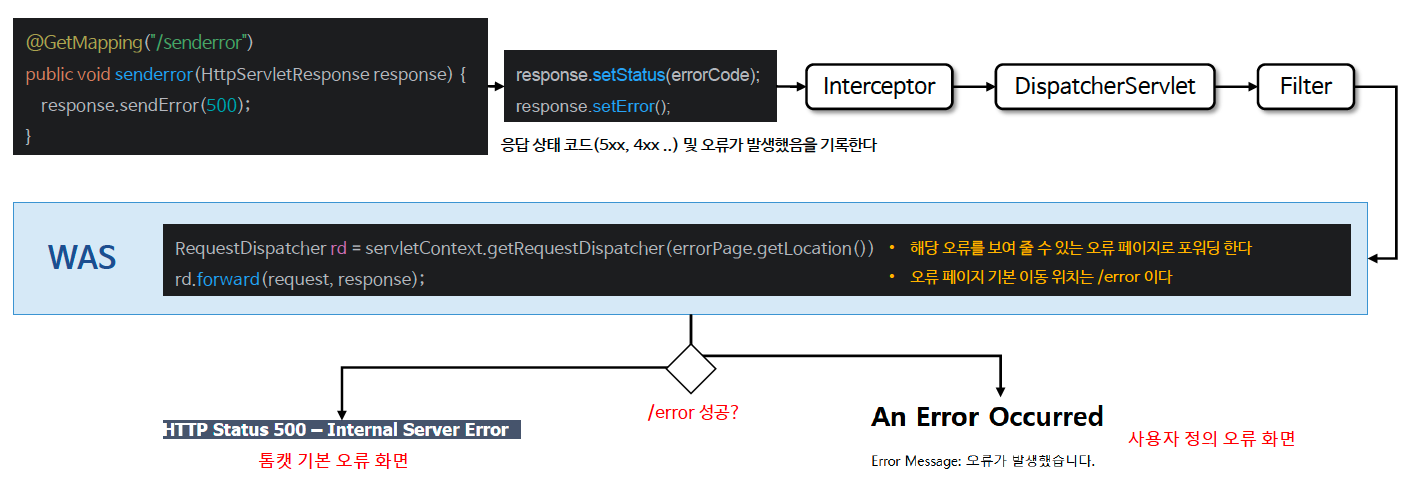 @GetMapping("/senderror")
public void senderror(HttpServletResponse response) {
response.sendError(500);
}
response.setStatus(errorCode);
response.setError();
응답 상태 코드(5xx, 4xx ..) 및 오류가 발생했음을 기록한다
Interceptor
DispatcherServlet
Filter
WAS
RequestDispatcher rd = servletContext.getRequestDispatcher(errorPage.getLocation())
rd.forward(request, response);
• 해당 오류를 보여 줄 수 있는 오류 페이지로 포워딩 한다
• 오류 페이지 기본 이동 위치는 /error 이다
/error 성공?
HTTP Status 500 – Internal Server Error
톰캣 기본 오류 화면
An Error Occurred
Error Message: 오류가 발생했습니다.
사용자 정의 오류 화면